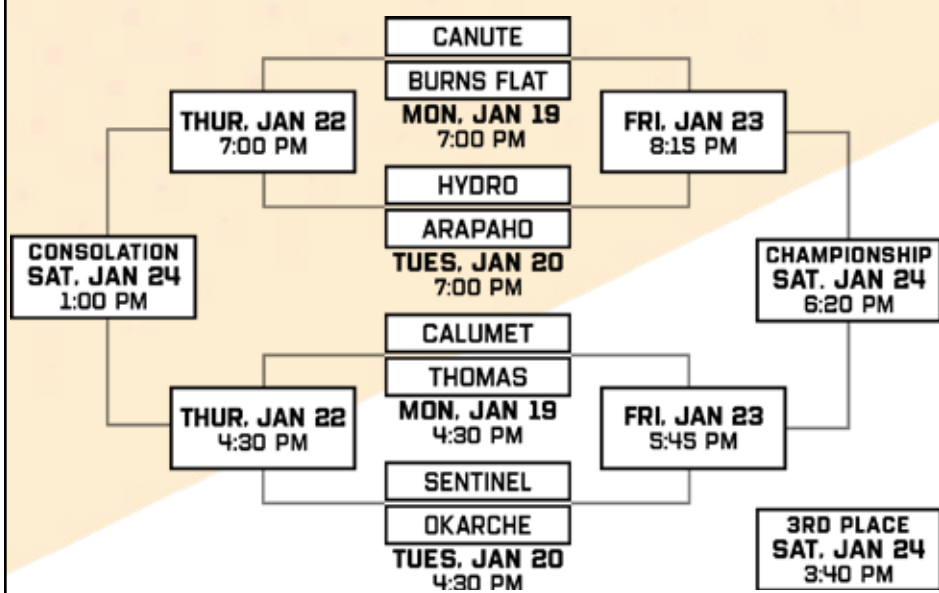 CANUTE
BURNS FLAT
MON, JAN 19
7:00 PM
THUR, JAN 22
7:00 PM
FRI, JAN 23
8:15 PM
HYDRO
ARAPAHO
TUES, JAN 20
7:00 PM
CONSOLATION
SAT. JAN 24
1:00 PM
CHAMPIONSHIP
SAT. JAN 24
6:20 PM
CALUMET
THOMAS
MON, JAN 19
4:30 PM
THUR, JAN 22
4:30 PM
FRI, JAN 23
5:45 PM
SENTINEL
OKARCHE
TUES, JAN 20
4:30 PM
3RD PLACE
SAT. JAN 24
3:40 PM